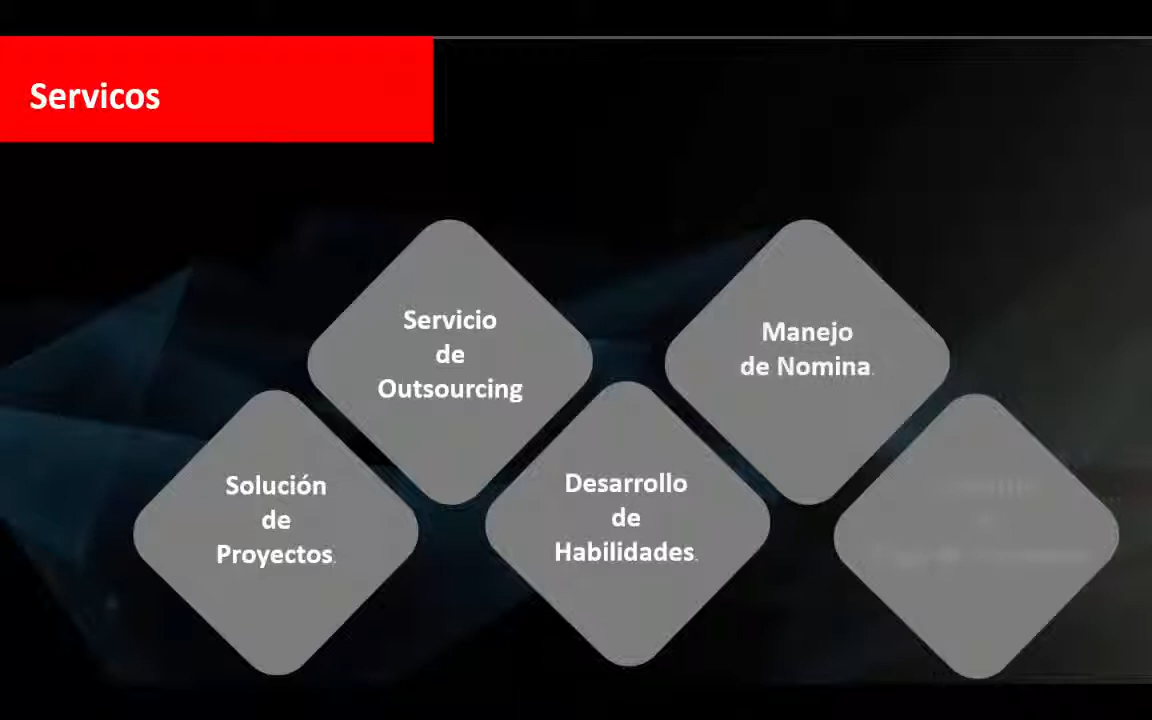 Servicos
Servicio
de
Outsourcing
Manejo
de Nomina.
Solución
de
Proyectos.
Desarrollo
de
Habilidades.